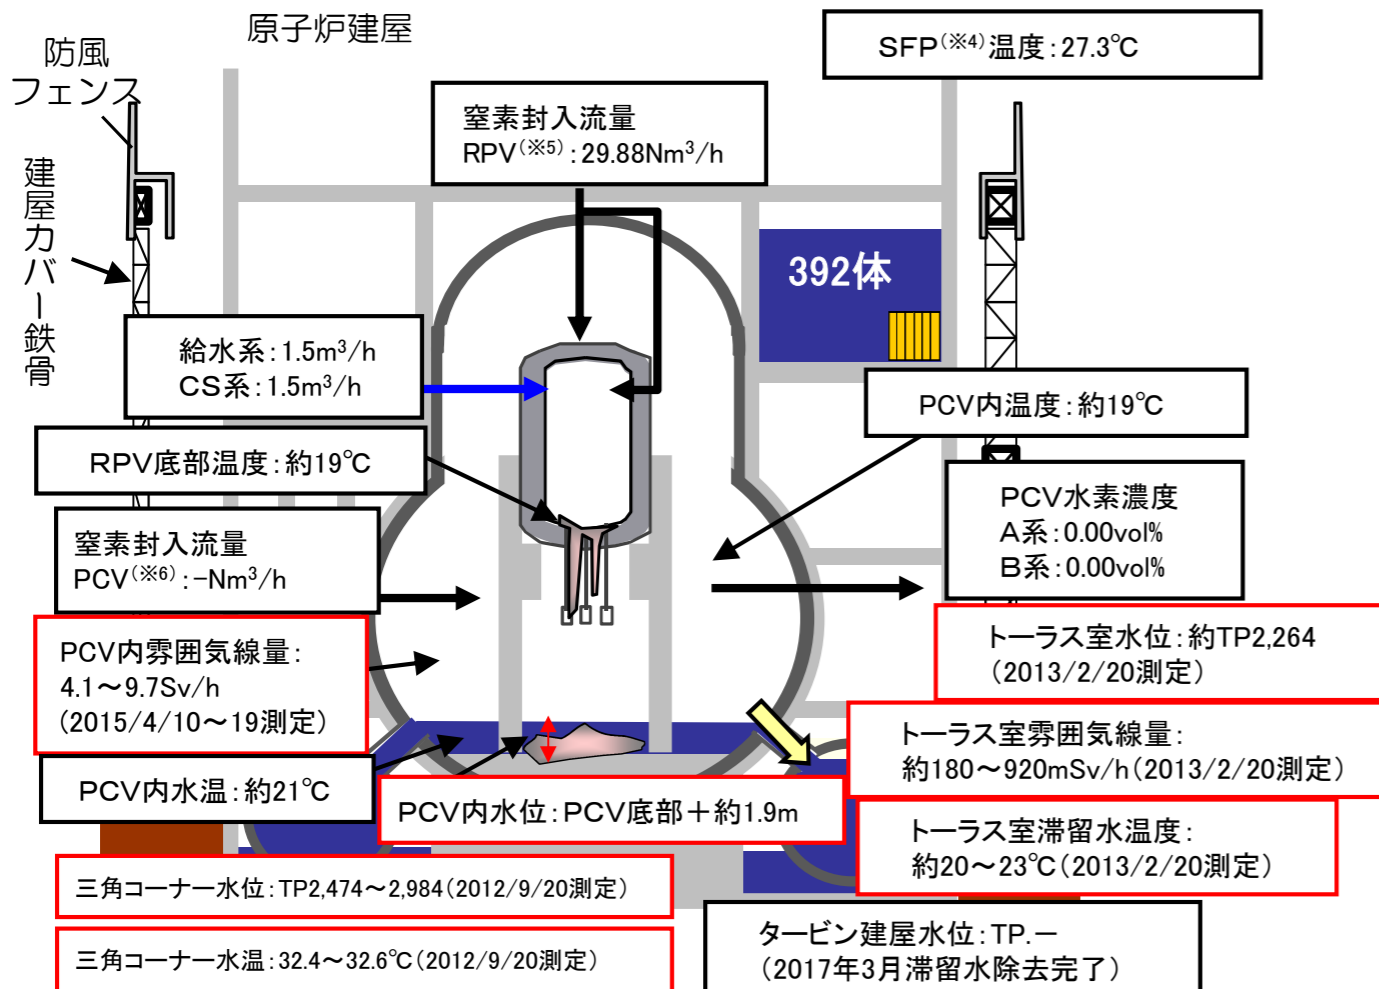 原子炉建屋
防風
フェンス
SFP(※4)温度:27.3℃
窒素封入流量
RPV(※5):29.88Nm³/h
建屋カバー鉄骨
392体
給水系:1.5m³/h
CS系:1.5m³/h
PCV内温度:約19℃
RPV底部温度:約19℃
PCV水素濃度
A系:0.00vol%
B系:0.00vol%
窒素封入流量
PCV(※6):-Nm³/h
PCV内雰囲気線量:
4.1~9.7Sv/h
(2015/4/10~19測定)
トーラス室水位:約TP2,264
(2013/2/20測定)
トーラス室雰囲気線量:
約180~920mSv/h(2013/2/20測定)
PCV内水温:約21℃
PCV内水位:PCV底部+約1.9m
トーラス室滞留水温度:
約20~23℃(2013/2/20測定)
三角コーナー水位:TP2,474~2,984(2012/9/20測定)
三角コーナー水温:32.4~32.6℃(2012/9/20測定)
タービン建屋水位:TP.-
(2017年3月滞留水除去完了)